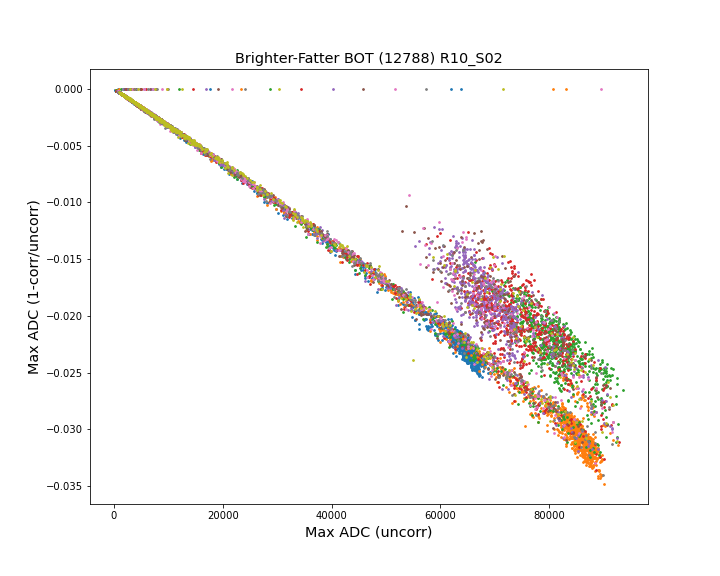 Brighter-Fatter BOT (12788) R10_S02
Max ADC (1-corr/uncorr)
0.000
−0.005
−0.010
−0.015
−0.020
−0.025
−0.030
−0.035
0 20000 40000 60000 80000
Max ADC (uncorr)